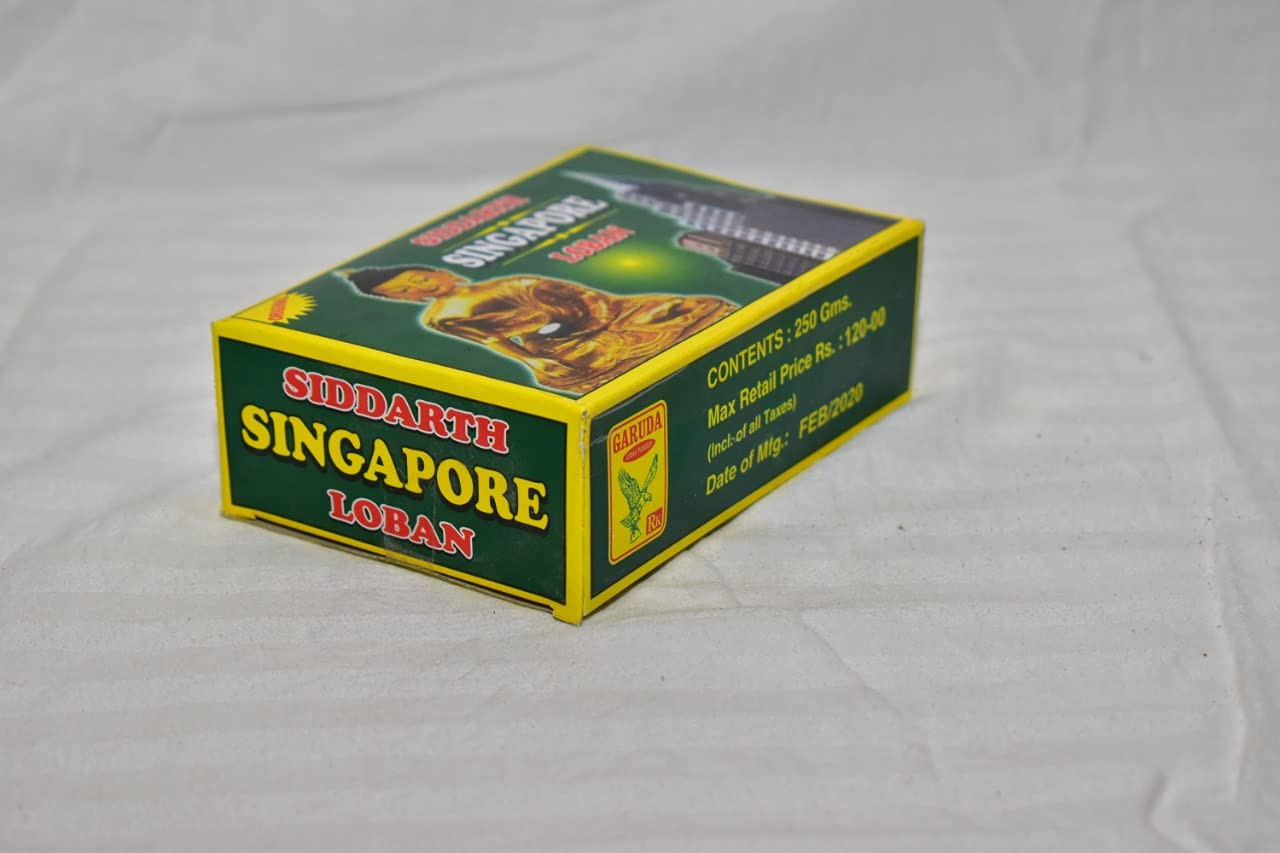 SIDDARTH
SINGAPORE
LOBAN
SIDDARTH
SINGAPORE
LOBAN
GARUDA
RK
CONTENTS : 250 Gms.
Max Retail Price Rs. : 120-00
(Incl. of all Taxes)
Date of Mfg.: FEB/2020